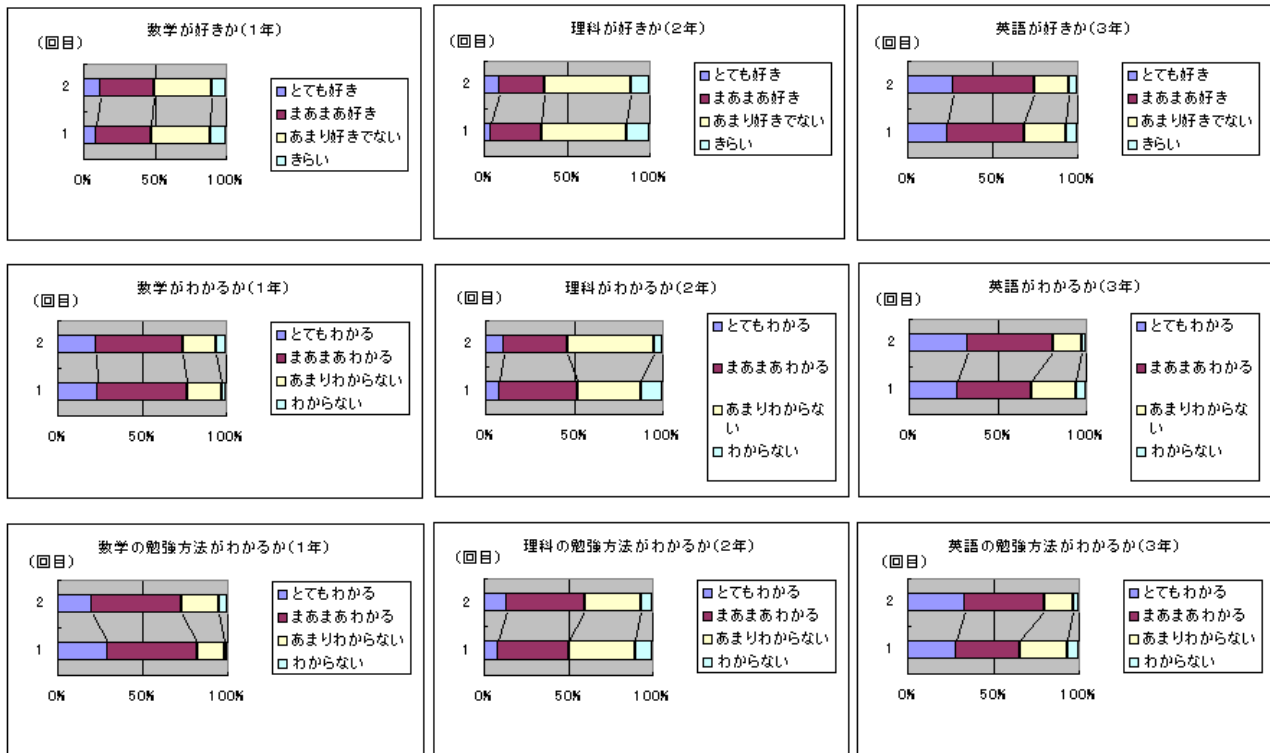 数学が好きか(1年)
(回目)
2
1
0% 50% 100%
とても好き
まあまあ好き
あまり好きでない
きらい
理科が好きか(2年)
(回目)
2
1
0% 50% 100%
とても好き
まあまあ好き
あまり好きでない
きらい
英語が好きか(3年)
(回目)
2
1
0% 50% 100%
とても好き
まあまあ好き
あまり好きでない
きらい
数学がわかるか(1年)
(回目)
2
1
0% 50% 100%
とてもわかる
まあまあわかる
あまりわからない
わからない
理科がわかるか(2年)
(回目)
2
1
0% 50% 100%
とてもわかる
まあまあわかる
あまりわからな
い
わからない
英語がわかるか(3年)
(回目)
2
1
0% 50% 100%
とてもわかる
まあまあわかる
あまりわからな
い
わからない
数学の勉強方法がわかるか(1年)
(回目)
2
1
0% 50% 100%
とてもわかる
まあまあわかる
あまりわからない
わからない
理科の勉強方法がわかるか(2年)
(回目)
2
1
0% 50% 100%
とてもわかる
まあまあわかる
あまりわからない
わからない
英語の勉強方法がわかるか(3年)
(回目)
2
1
0% 50% 100%
とてもわかる
まあまあわかる
あまりわからない
わからない